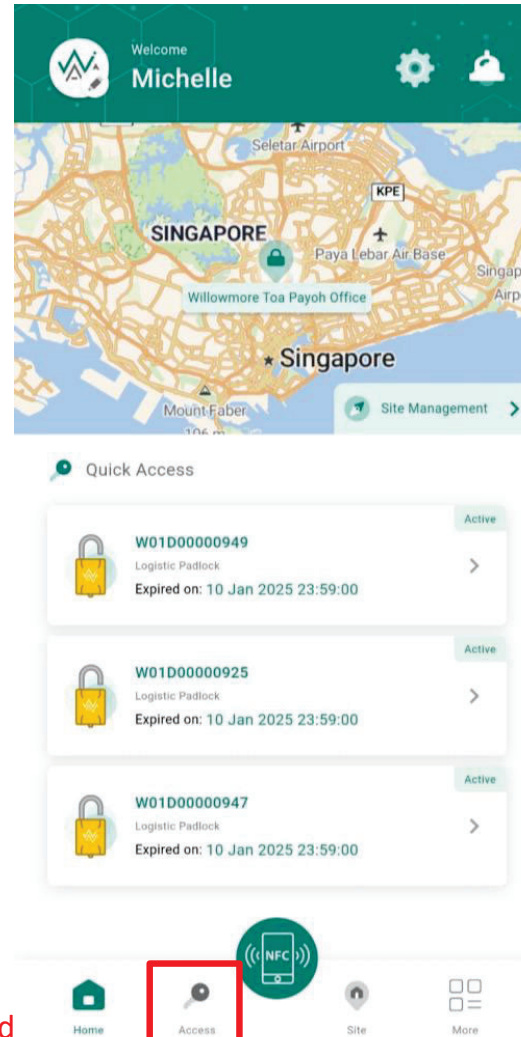 Welcome
Michelle
Seletar Airport
KPE
SINGAPORE
Paya Lebar Air Base
Singap
Airp
Willowmore Toa Payoh Office
Singapore
Mount Faber
106 m
Site Management
Quick Access
Active
W01D00000949
Logistic Padlock
Expired on: 10 Jan 2025 23:59:00
Active
W01D00000925
Logistic Padlock
Expired on: 10 Jan 2025 23:59:00
Active
W01D00000947
Logistic Padlock
Expired on: 10 Jan 2025 23:59:00
NFC
Home
Access
Site
More
d